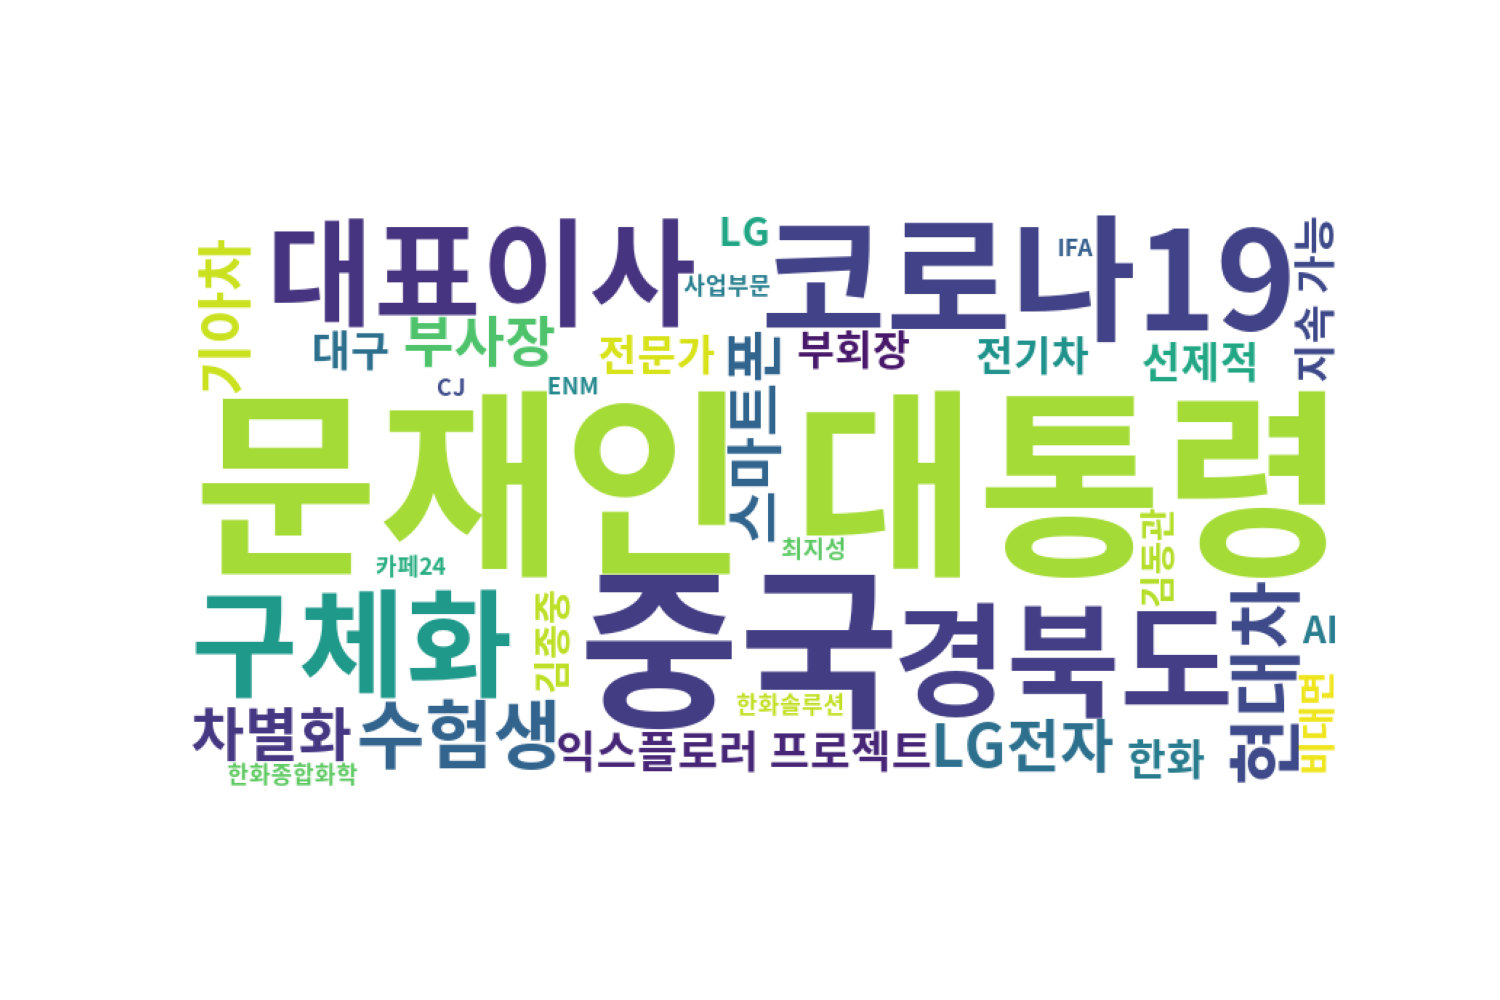 대표이사
LG
코로나19
IFA
지속 가능
기아차
사업부문
대구
부사장
전문가
스마트폰
부회장
전기차
선제적
CJ
ENM
문재인 대통령
최지성
김동관
카페24
구체화
김종중
중국
경북도
현대차
AI
비대면
한화솔루션
차별화
수험생
익스플로러 프로젝트
LG전자
한화
한화종합화학